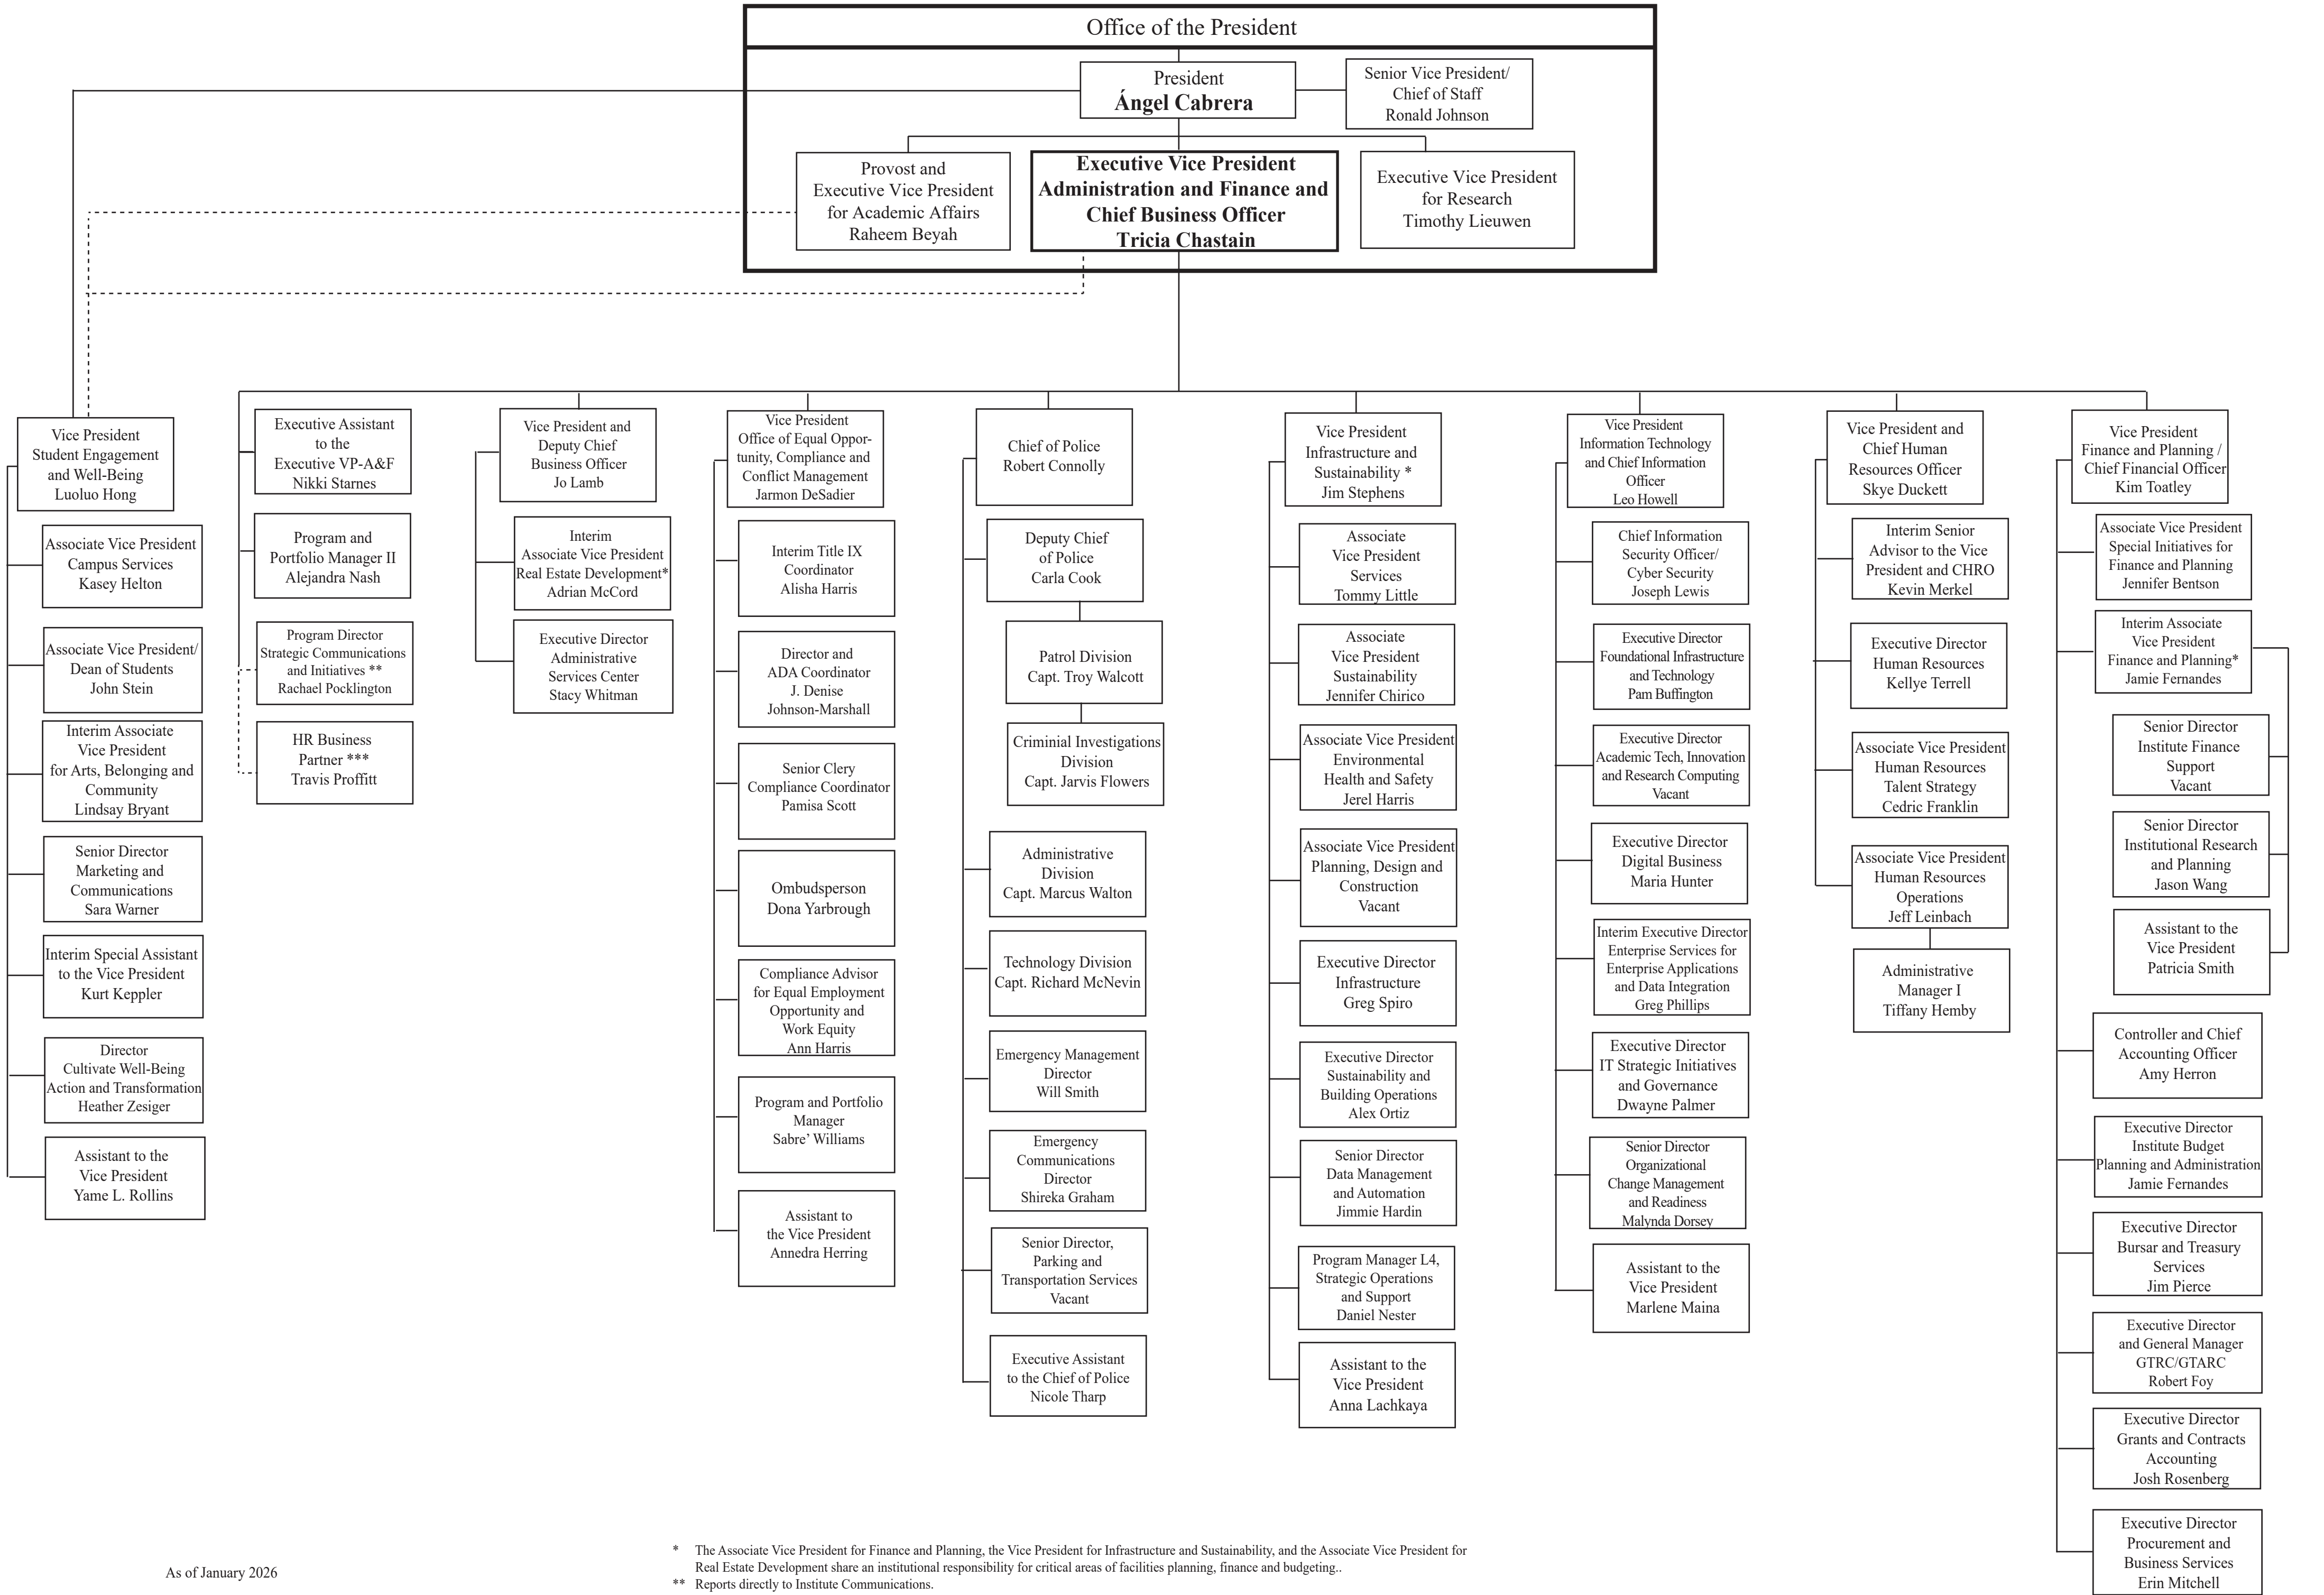 Office of the President
President
Ángel Cabrera
Senior Vice President/
Chief of Staff
Ronald Johnson
Provost and
Executive Vice President
for Academic Affairs
Raheem Beyah
Executive Vice President
Administration and Finance and
Chief Business Officer
Tricia Chastain
Executive Vice President
for Research
Timothy Lieuwen
Vice President
Student Engagement
and Well-Being
Luoluo Hong
Associate Vice President
Campus Services
Kasey Helton
Associate Vice President/
Dean of Students
John Stein
Interim Associate
Vice President
for Arts, Belonging and
Community
Lindsay Bryant
Senior Director
Marketing and
Communications
Sara Warner
Interim Special Assistant
to the Vice President
Kurt Keppler
Director
Cultivate Well-Being
Action and Transformation
Heather Zesiger
Assistant to the
Vice President
Yame L. Rollins
Executive Assistant
to the
Executive VP-A&F
Nikki Starnes
Program and
Portfolio Manager II
Alejandra Nash
Program Director
Strategic Communications
and Initiatives **
Rachael Pocklington
HR Business
Partner ***
Travis Proffitt
Vice President and
Deputy Chief
Business Officer
Jo Lamb
Interim
Associate Vice President
Real Estate Development*
Adrian McCord
Executive Director
Administrative
Services Center
Stacy Whitman
Vice President
Office of Equal Oppor-
tunity, Compliance and
Conflict Management
Jarmon DeSadier
Interim Title IX
Coordinator
Alisha Harris
Director and
ADA Coordinator
J. Denise
Johnson-Marshall
Senior Clery
Compliance Coordinator
Pamisa Scott
Ombudsperson
Dona Yarbrough
Compliance Advisor
for Equal Employment
Opportunity and
Work Equity
Ann Harris
Program and Portfolio
Manager
Sabre’ Williams
Assistant to
the Vice President
Annedra Herring
Chief of Police
Robert Connolly
Deputy Chief
of Police
Carla Cook
Patrol Division
Capt. Troy Walcott
Criminial Investigations
Division
Capt. Jarvis Flowers
Administrative
Division
Capt. Marcus Walton
Technology Division
Capt. Richard McNevin
Emergency Management
Director
Will Smith
Emergency
Communications
Director
Shireka Graham
Senior Director,
Parking and
Transportation Services
Vacant
Executive Assistant
to the Chief of Police
Nicole Tharp
Vice President
Infrastructure and
Sustainability *
Jim Stephens
Associate
Vice President
Services
Tommy Little
Associate
Vice President
Sustainability
Jennifer Chirico
Associate Vice President
Environmental
Health and Safety
Jerel Harris
Associate Vice President
Planning, Design and
Construction
Vacant
Executive Director
Infrastructure
Greg Spiro
Executive Director
Sustainability and
Building Operations
Alex Ortiz
Senior Director
Data Management
and Automation
Jimmie Hardin
Program Manager L4,
Strategic Operations
and Support
Daniel Nester
Assistant to the
Vice President
Anna Lachkaya
Vice President
Information Technology
and Chief Information
Officer
Leo Howell
Chief Information
Security Officer/
Cyber Security
Joseph Lewis
Executive Director
Foundational Infrastructure
and Technology
Pam Buffington
Executive Director
Academic Tech, Innovation
and Research Computing
Vacant
Executive Director
Digital Business
Maria Hunter
Interim Executive Director
Enterprise Services for
Enterprise Applications
and Data Integration
Greg Phillips
Executive Director
IT Strategic Initiatives
and Governance
Dwayne Palmer
Senior Director
Organizational
Change Management
and Readiness
Malynda Dorsey
Assistant to the
Vice President
Marlene Maina
Vice President and
Chief Human
Resources Officer
Skye Duckett
Interim Senior
Advisor to the Vice
President and CHRO
Kevin Merkel
Executive Director
Human Resources
Kellye Terrell
Associate Vice President
Human Resources
Talent Strategy
Cedric Franklin
Associate Vice President
Human Resources
Operations
Jeff Leinbach
Administrative
Manager I
Tiffany Hemby
Vice President
Finance and Planning /
Chief Financial Officer
Kim Toatley
Associate Vice President
Special Initiatives for
Finance and Planning
Jennifer Bentson
Interim Associate
Vice President
Finance and Planning*
Jamie Fernandes
Senior Director
Institute Finance
Support
Vacant
Senior Director
Institutional Research
and Planning
Jason Wang
Assistant to the
Vice President
Patricia Smith
Controller and Chief
Accounting Officer
Amy Herron
Executive Director
Institute Budget
Planning and Administration
Jamie Fernandes
Executive Director
Bursar and Treasury
Services
Jim Pierce
Executive Director
and General Manager
GTRC/GTARC
Robert Foy
Executive Director
Grants and Contracts
Accounting
Josh Rosenberg
Executive Director
Procurement and
Business Services
Erin Mitchell
As of January 2026
* The Associate Vice President for Finance and Planning, the Vice President for Infrastructure and Sustainability, and the Associate Vice President for
Real Estate Development share an institutional responsibility for critical areas of facilities planning, finance and budgeting..
** Reports directly to Institute Communications.